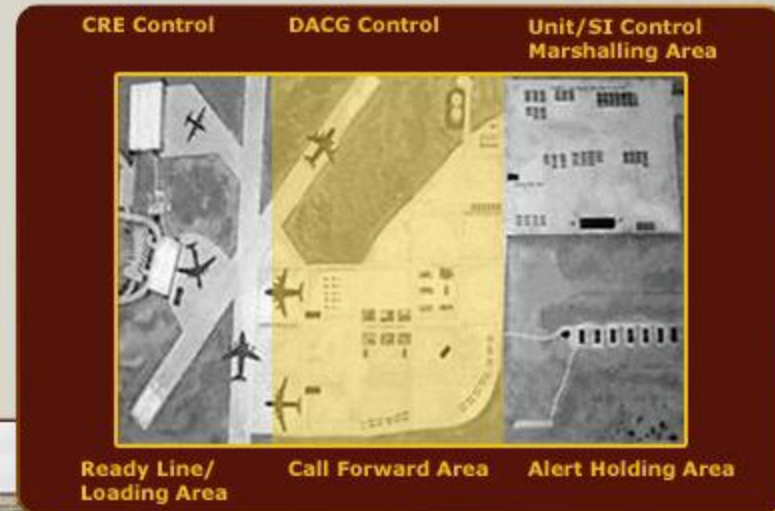 CRE Control
DACG Control
Unit/SI Control
Marshalling Area
Ready Line/
Loading Area
Call Forward Area
Alert Holding Area